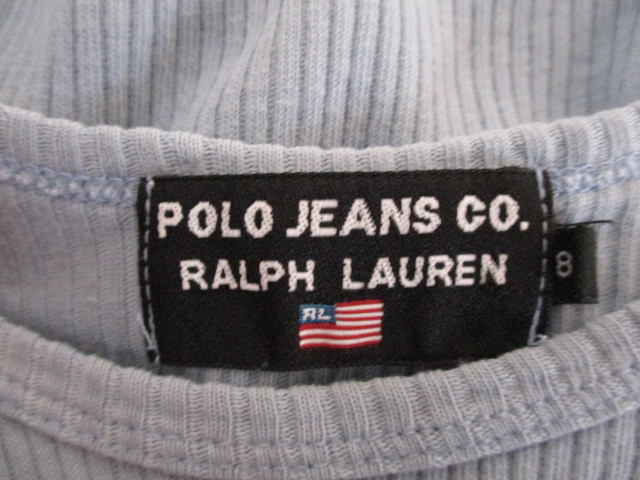 POLO JEANS CO.
RALPH LAUREN
RL
8